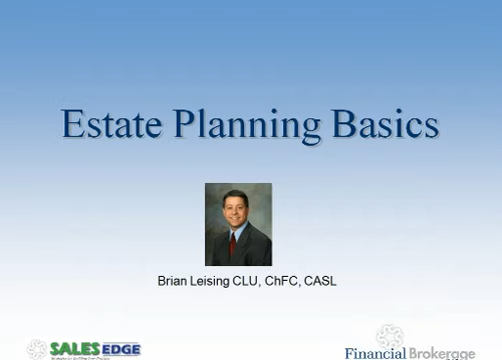 Estate Planning Basics
Brian Leising CLU, ChFC, CASL
SALES EDGE
Financial Brokerage